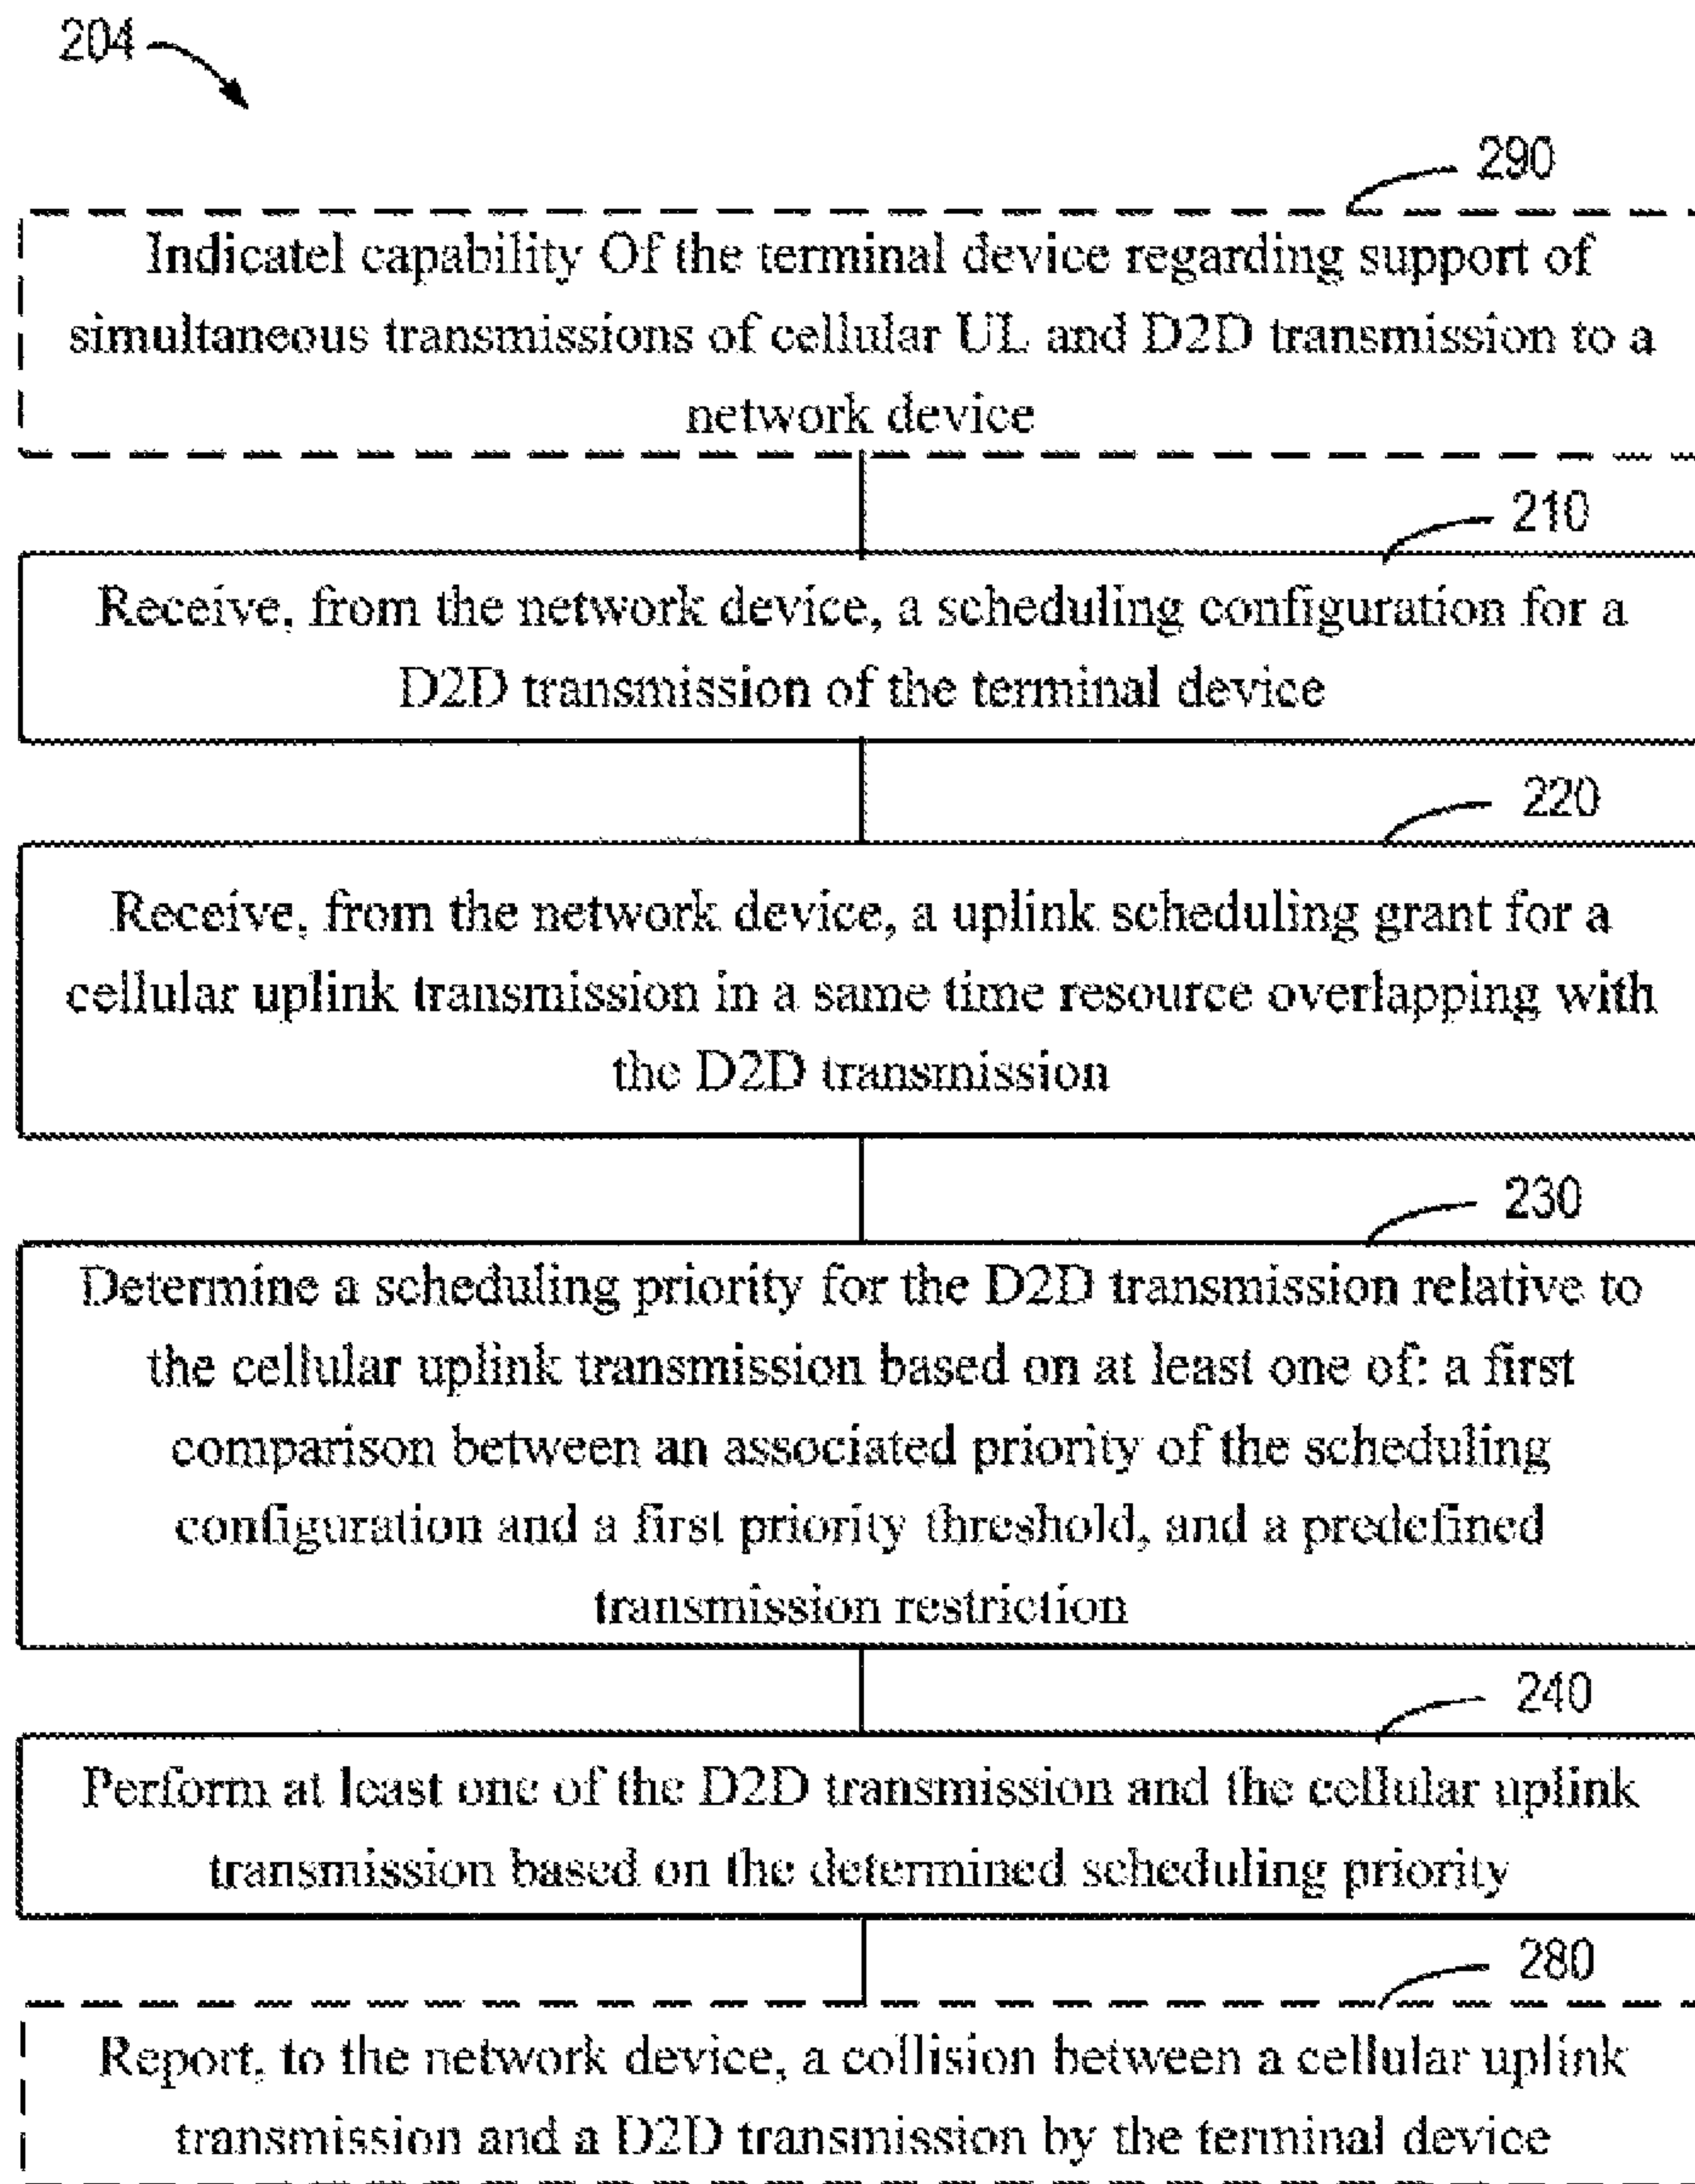 204
290
Indicatel capability Of the terminal device regarding support of
simultaneous transmissions of cellular UL and D2D transmission to a
network device
210
Receive, from the network device, a scheduling configuration for a
D2D transmission of the terminal device
220
Receive, from the network device, a uplink scheduling grant for a
cellular uplink transmission in a same time resource overlapping with
the D2D transmission
230
Determine a scheduling priority for the D2D transmission relative to
the cellular uplink transmission based on at least one of: a first
comparison between an associated priority of the scheduling
configuration and a first priority threshold, and a predefined
transmission restriction
240
Perform at least one of the D2D transmission and the cellular uplink
transmission based on the determined scheduling priority
280
Report, to the network device, a collision between a cellular uplink
transmission and a D2D transmission by the terminal device